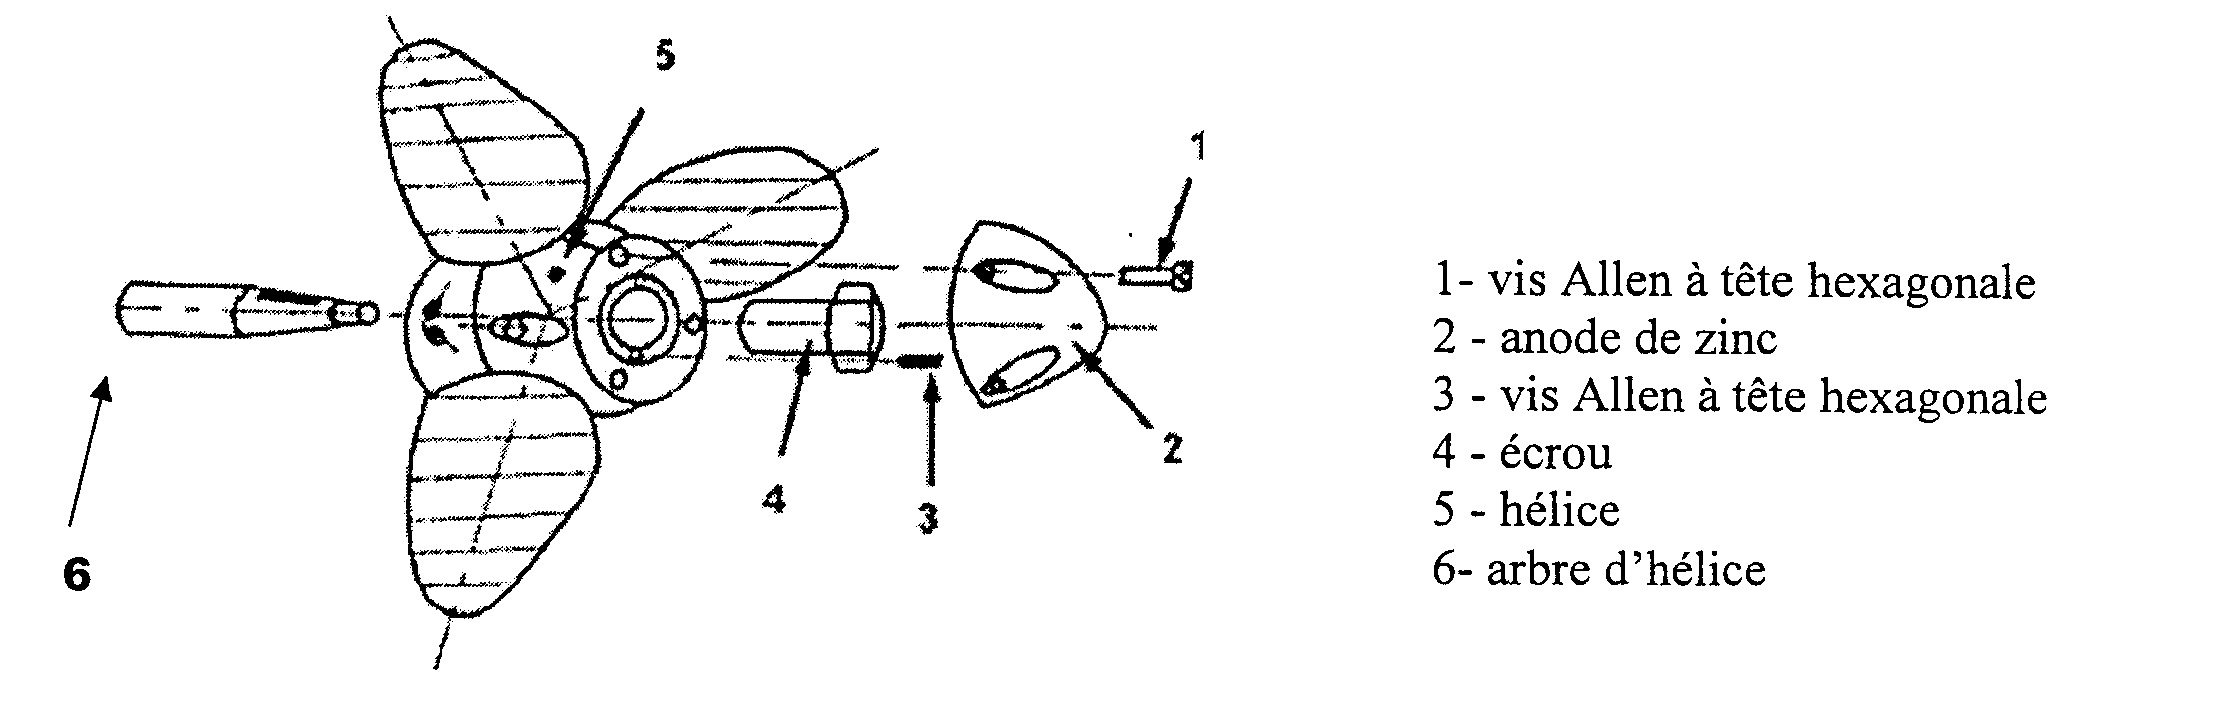 5
1
1- vis Allen à tête hexagonale
2 - anode de zinc
3 - vis Allen à tête hexagonale
2
4 - écrou
4
3
5 - hélice
6
6- arbre d'hélice